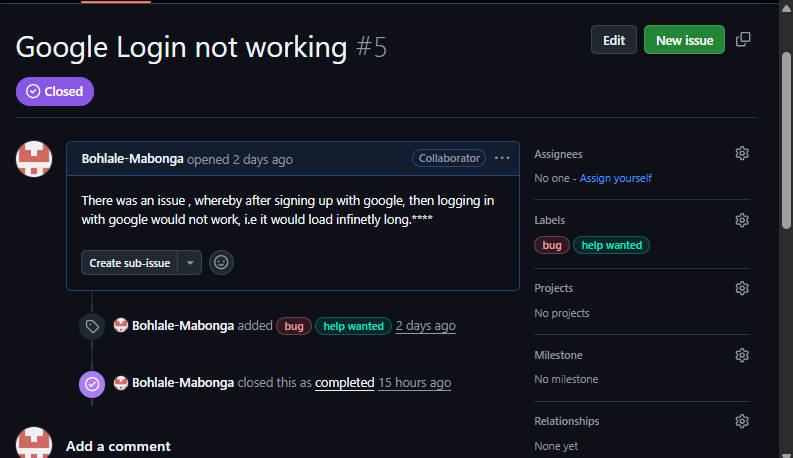 Google Login not working #5
Edit
New issue
Closed
Bohlale-Mabonga opened 2 days ago
Collaborator
There was an issue , whereby after signing up with google, then logging in
with google would not work, i.e it would load infinetly long.****
Create sub-issue
Bohlale-Mabonga added bug help wanted 2 days ago
Bohlale-Mabonga closed this as completed 15 hours ago
Add a comment
Assignees
No one - Assign yourself
Labels
bug help wanted
Projects
No projects
Milestone
No milestone
Relationships
None yet